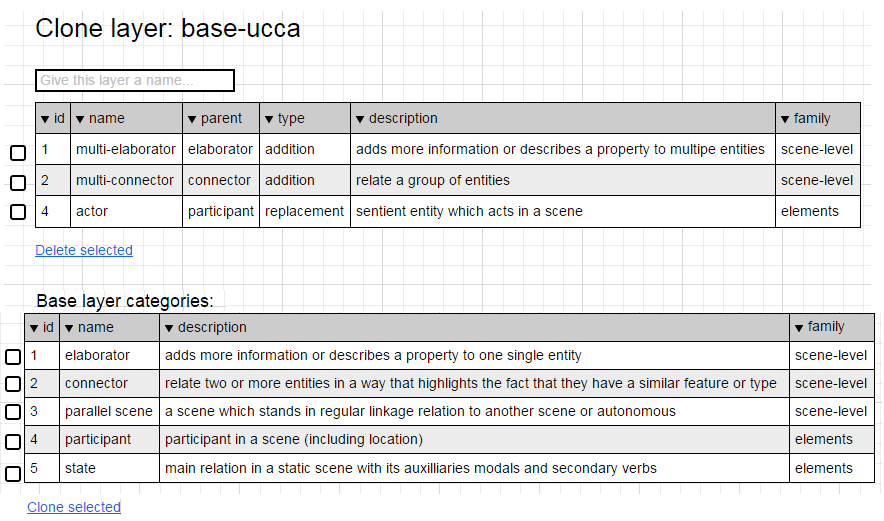 Clone layer: base-ucca
Give this layer a name...
id name parent type description family
1 multi-elaborator elaborator addition adds more information or describes a property to multipe entities scene-level
2 multi-connector connector addition relate a group of entities scene-level
4 actor participant replacement sentient entity which acts in a scene elements
Delete selected
Base layer categories:
id name description family
1 elaborator adds more information or describes a property to one single entity scene-level
2 connector relate two or more entities in a way that highlights the fact that they have a similar feature or type scene-level
3 parallel scene a scene which stands in regular linkage relation to another scene or autonomous scene-level
4 participant participant in a scene (including location) elements
5 state main relation in a static scene with its auxilliaries modals and secondary verbs elements
Clone selected